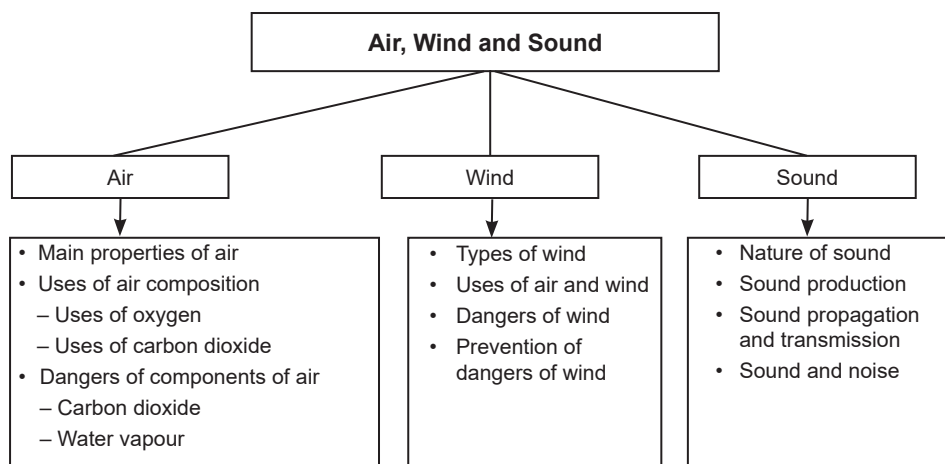 Air, Wind and Sound
Air
Wind
Sound
• Main properties of air
• Uses of air composition
– Uses of oxygen
– Uses of carbon dioxide
• Dangers of components of air
– Carbon dioxide
– Water vapour
• Types of wind
• Uses of air and wind
• Dangers of wind
• Prevention of
dangers of wind
• Nature of sound
• Sound production
• Sound propagation
and transmission
• Sound and noise